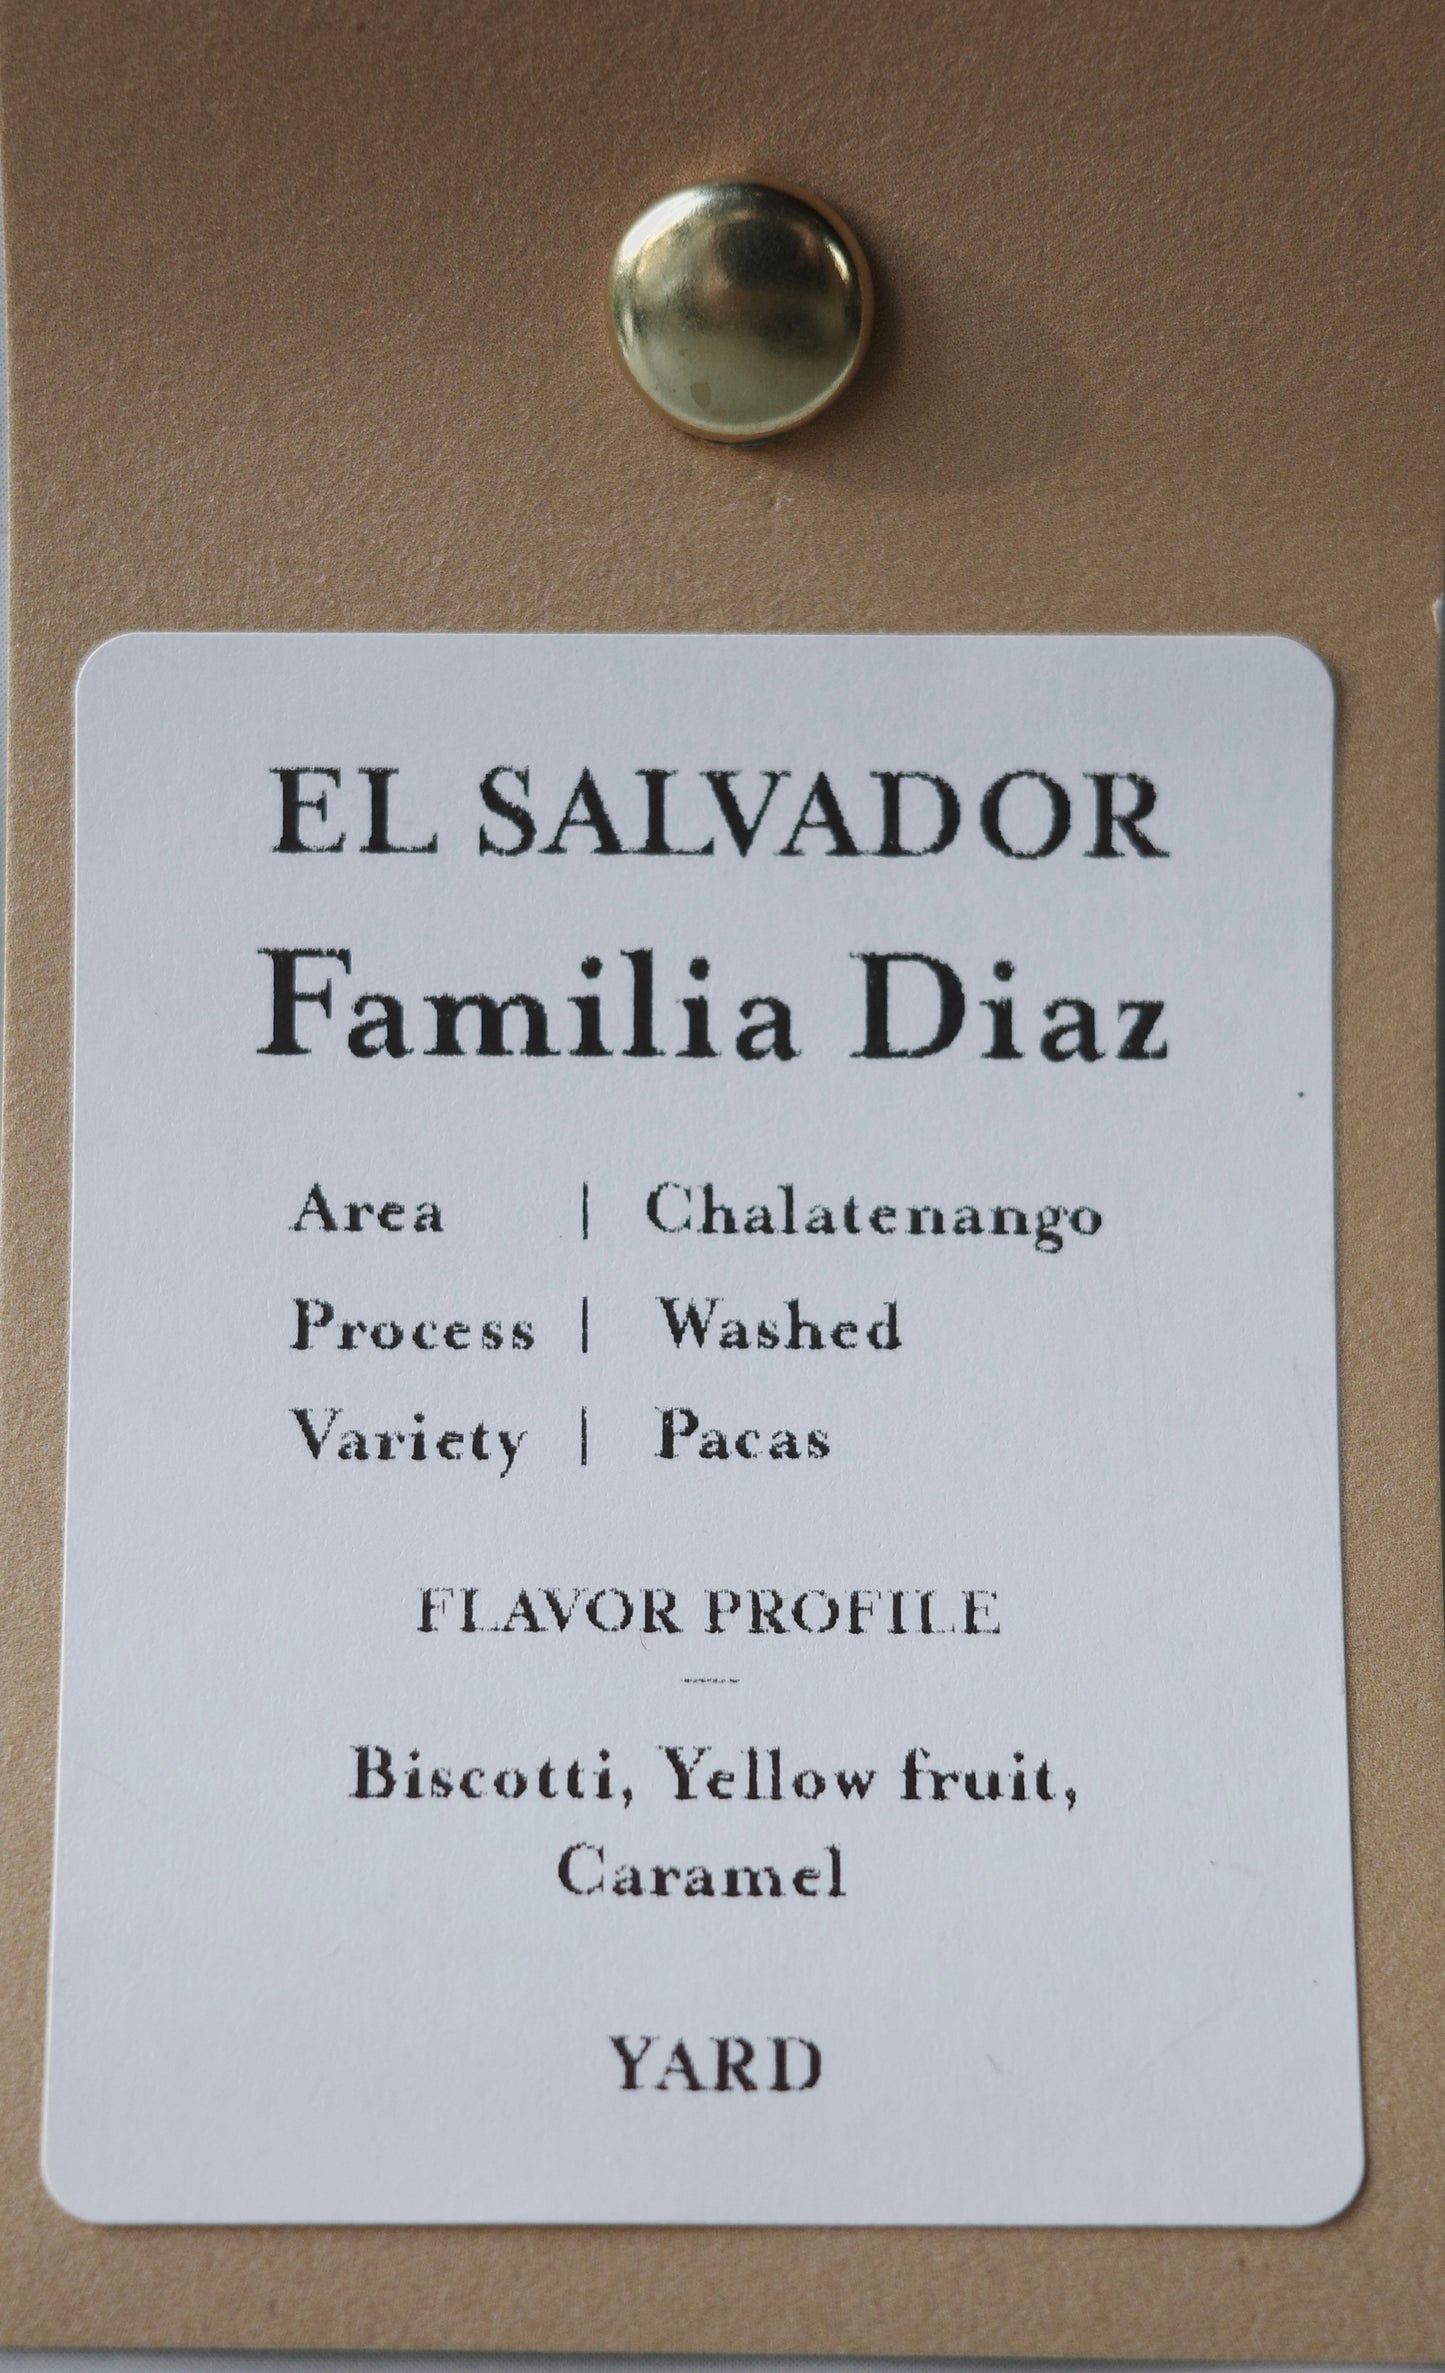 EL SALVADOR
Familia Diaz
Area | Chalatenango
Process | Washed
Variety | Pacas
FLAVOR PROFILE
Biscotti, Yellow fruit,
Caramel
YARD